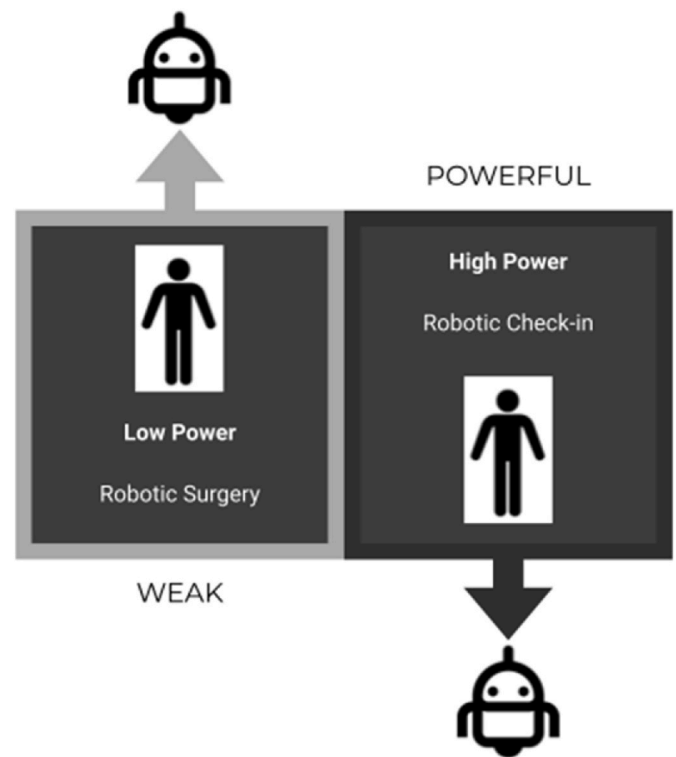 POWERFUL
High Power
Robotic Check-in
Low Power
Robotic Surgery
WEAK